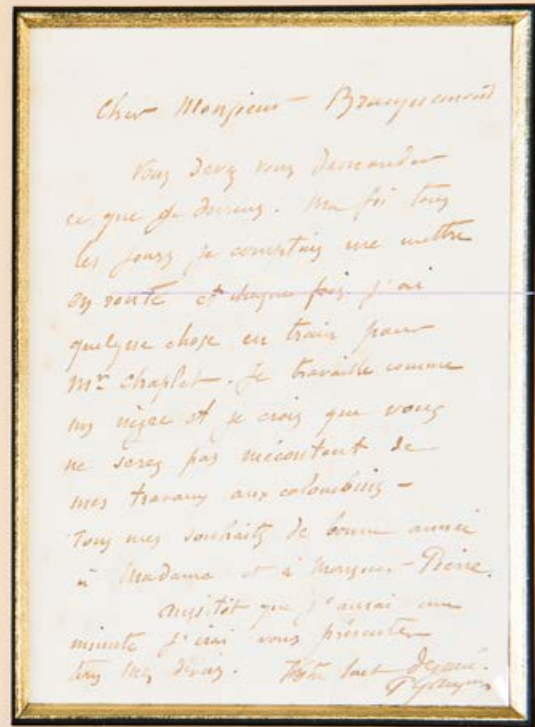 Cher Monsieur Bracquemond
Vous devez vous demander
ce que je deviens. Ma foi tous
les jours je comptais me mettre
en route et chaque fois j'ai
quelque chose en train pour
Mr Chaplet. Je travaille comme
un nègre et je crois que vous
ne serez pas mécontent de
mes travaux aux colombins -
Tous mes souhaits de bonne année
à Madame et à Monsieur - Pierre.
Aussitôt que j'aurai une
minute j'irai vous présenter
tous mes devoirs. Votre tout dévoué.
P Gauguin